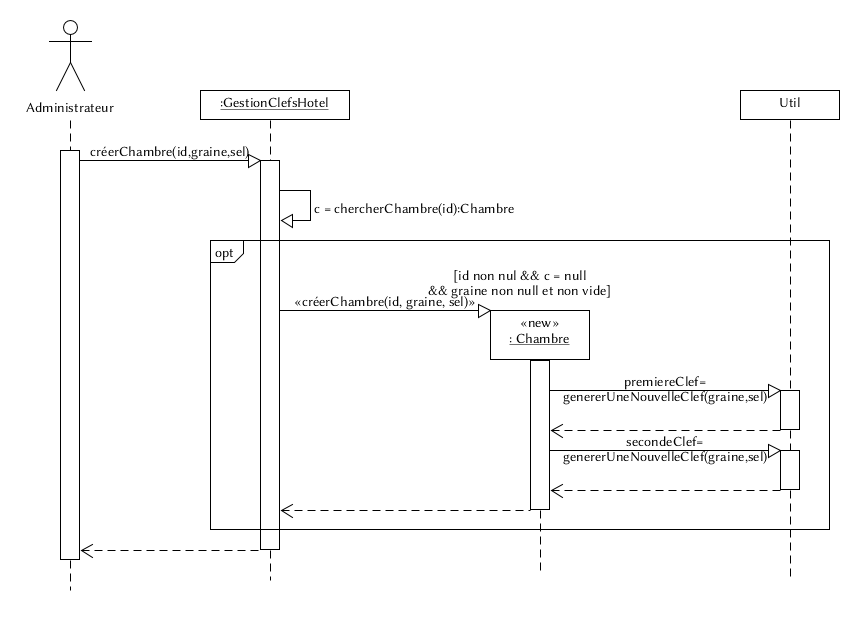 Administrateur
:GestionClefsHotel
Util
créerChambre(id,graine,sel)
c = chercherChambre(id):Chambre
opt
[id non nul && c = null
&& graine non null et non vide]
«créerChambre(id, graine, sel)»
«new»
: Chambre
premiereClef=
genererUneNouvelleClef(graine,sel)
secondeClef=
genererUneNouvelleClef(graine,sel)